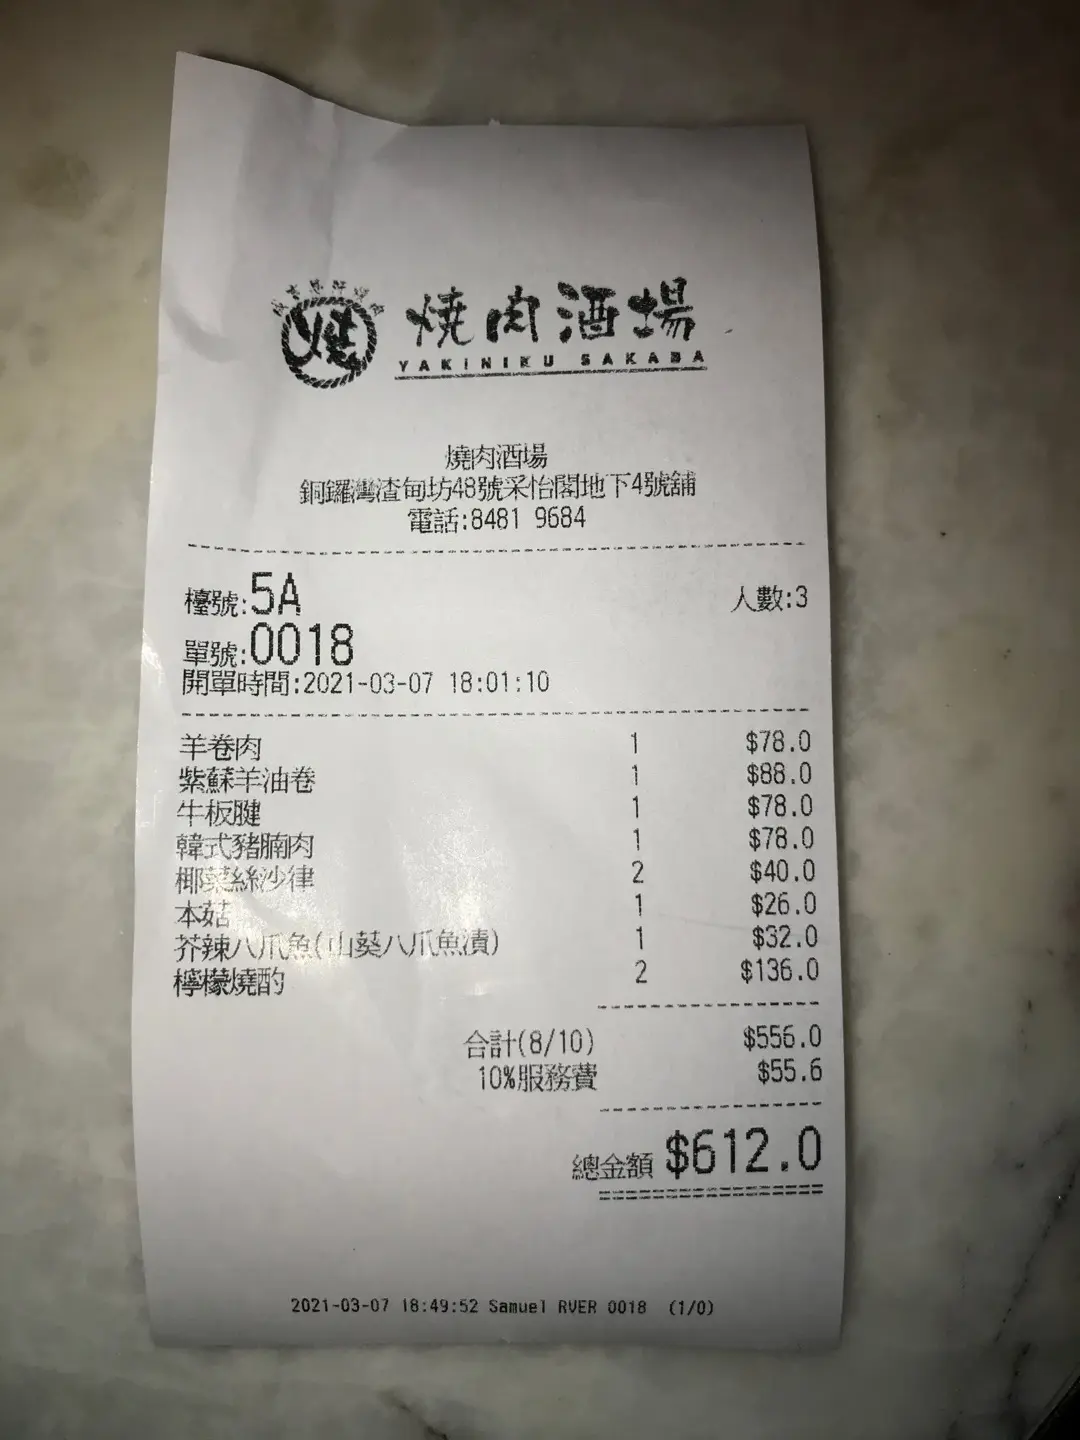 燒
燒肉酒場
YAKINIKU SAKABA
燒肉酒場
銅鑼灣渣甸坊48號采怡閣地下4號舖
電話:8481 9684
檯號:5A 人數:3
單號:0018
開單時間:2021-03-07 18:01:10
羊卷肉 1 $78.0
紫蘇羊油卷 1 $88.0
牛板腱 1 $78.0
韓式豬腩肉 1 $78.0
椰菜絲沙律 2 $40.0
本菇 1 $26.0
芥辣八爪魚(山葵八爪魚漬) 1 $32.0
檸檬燒酌 2 $136.0
合計(8/10) $556.0
10%服務費 $55.6
總金額 $612.0
2021-03-07 18:49:52 Samuel RVER 0018 (1/0)